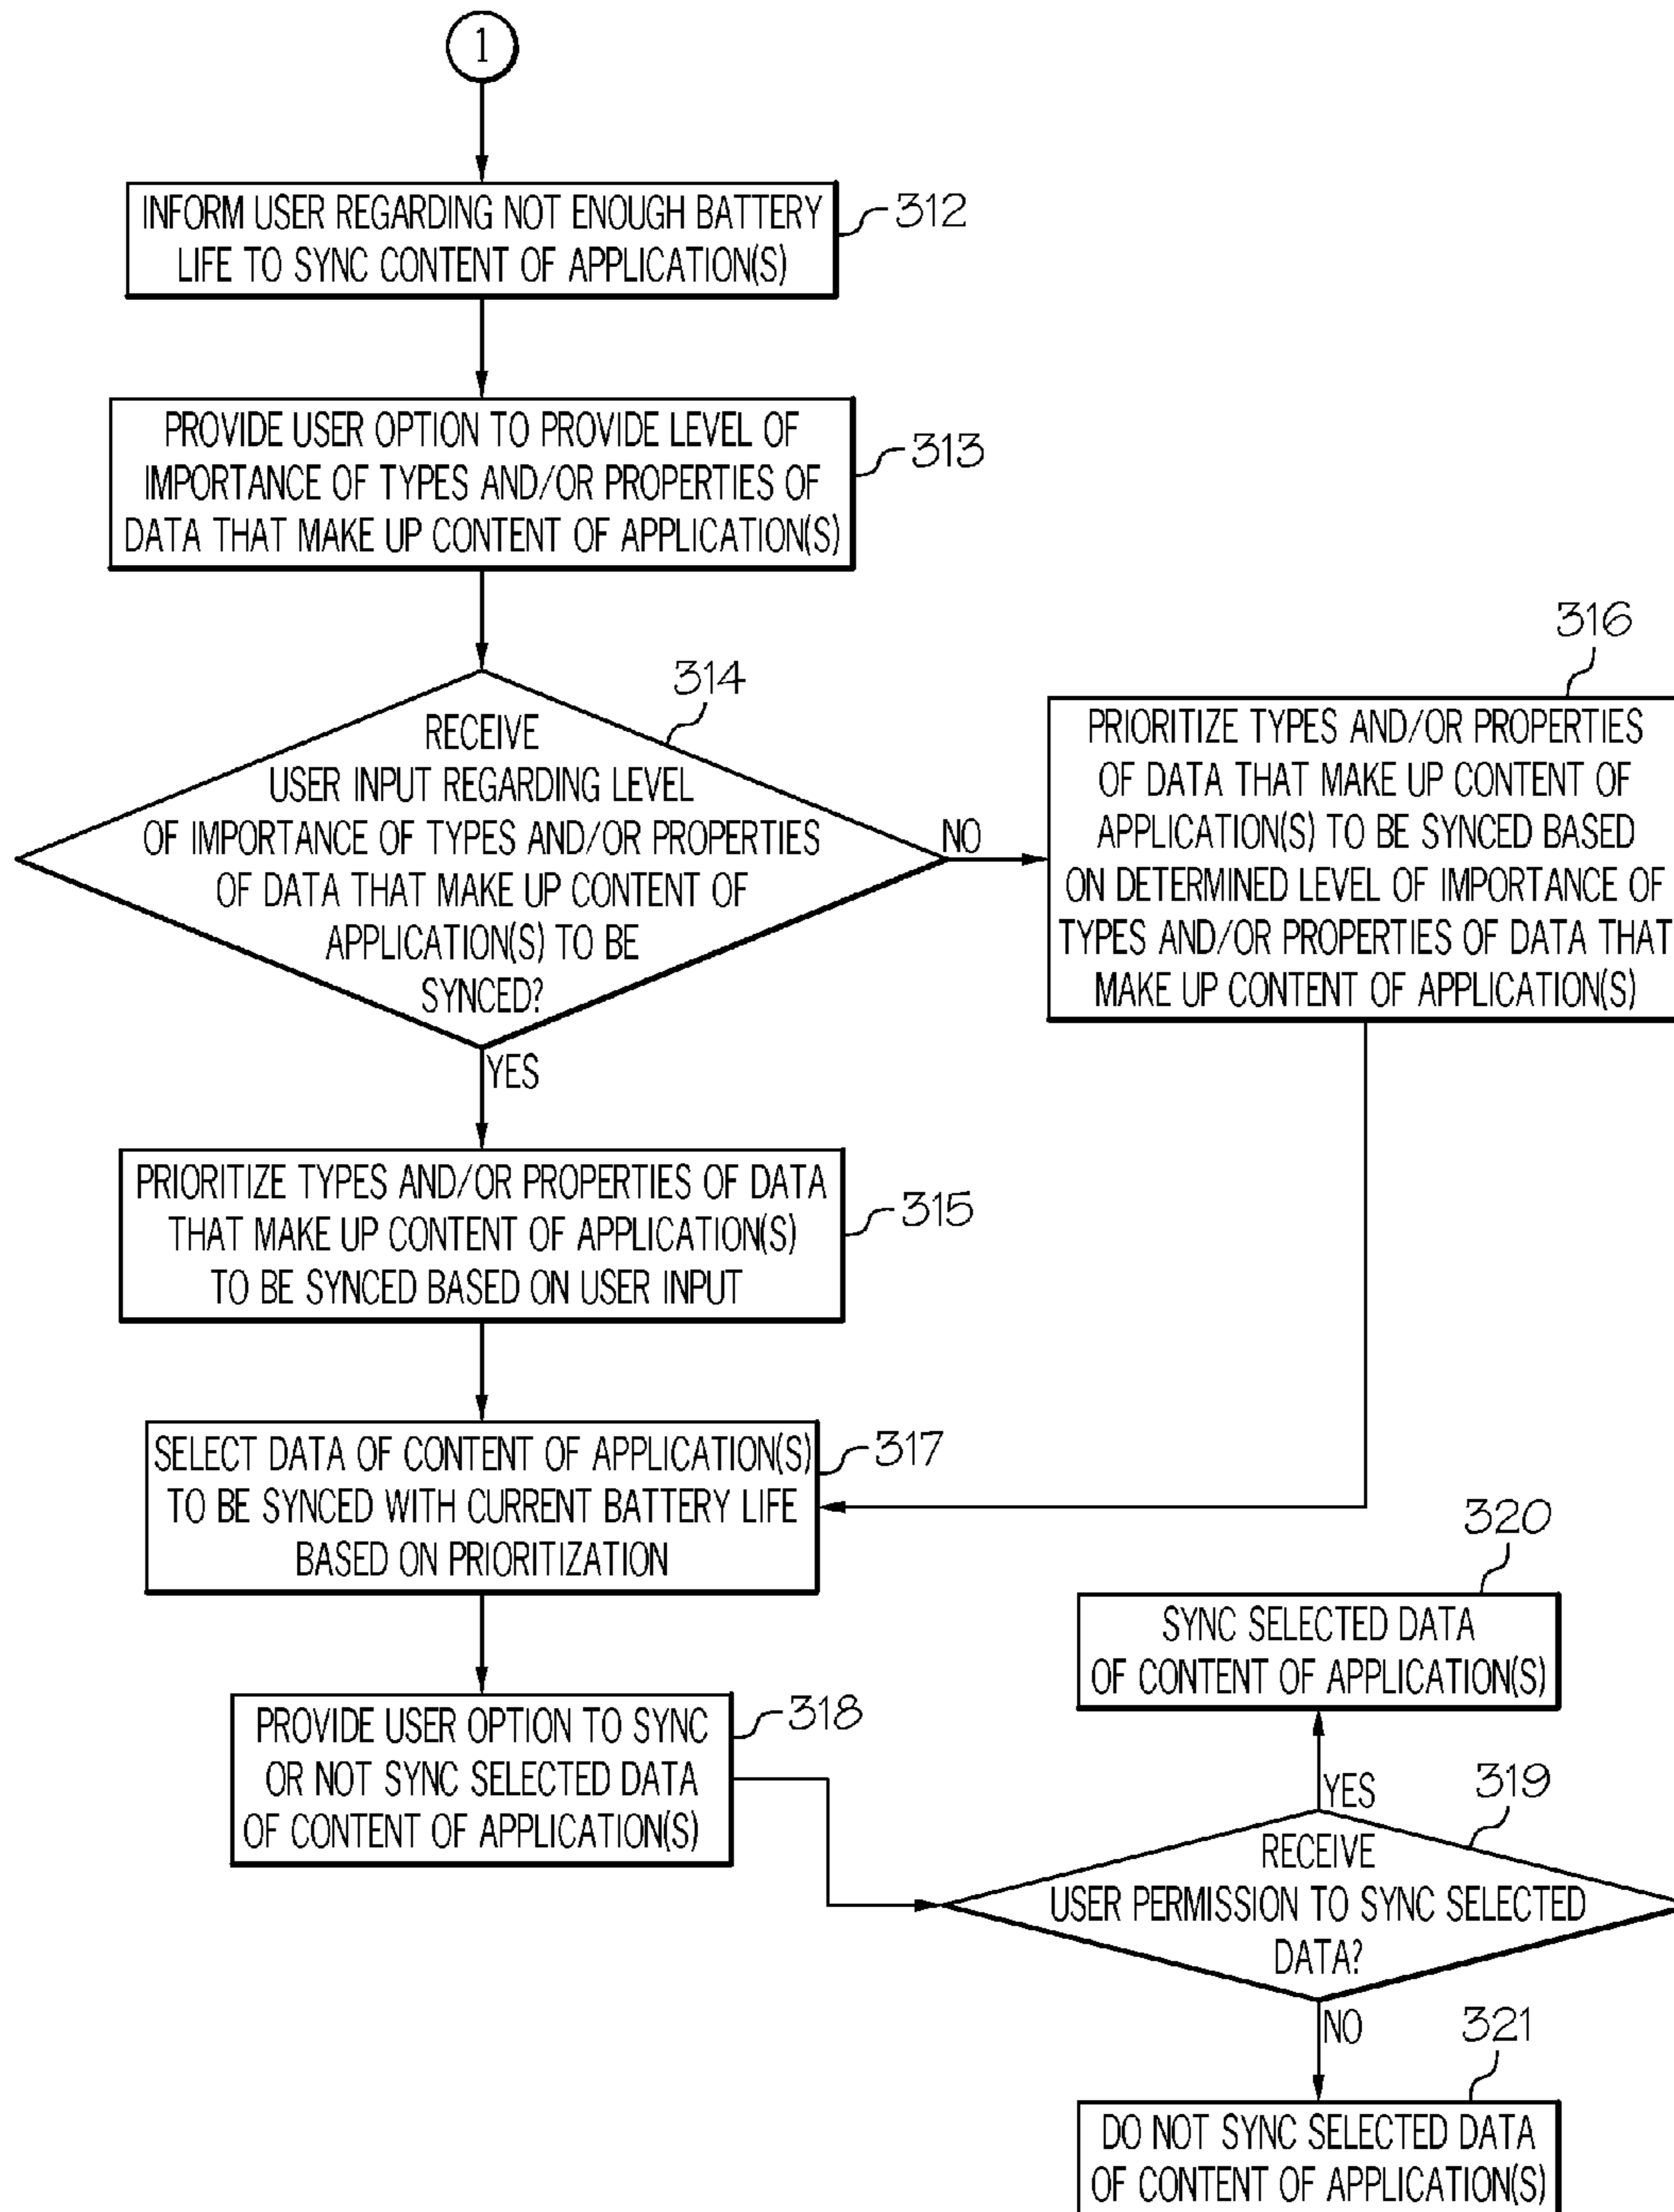 1
INFORM USER REGARDING NOT ENOUGH BATTERY
LIFE TO SYNC CONTENT OF APPLICATION(S)
312
PROVIDE USER OPTION TO PROVIDE LEVEL OF
IMPORTANCE OF TYPES AND/OR PROPERTIES OF
DATA THAT MAKE UP CONTENT OF APPLICATION(S)
313
314
RECEIVE
USER INPUT REGARDING LEVEL
OF IMPORTANCE OF TYPES AND/OR PROPERTIES
OF DATA THAT MAKE UP CONTENT OF
APPLICATION(S) TO BE
SYNCED?
NO
YES
316
PRIORITIZE TYPES AND/OR PROPERTIES
OF DATA THAT MAKE UP CONTENT OF
APPLICATION(S) TO BE SYNCED BASED
ON DETERMINED LEVEL OF IMPORTANCE OF
TYPES AND/OR PROPERTIES OF DATA THAT
MAKE UP CONTENT OF APPLICATION(S)
PRIORITIZE TYPES AND/OR PROPERTIES OF DATA
THAT MAKE UP CONTENT OF APPLICATION(S)
TO BE SYNCED BASED ON USER INPUT
315
SELECT DATA OF CONTENT OF APPLICATION(S)
TO BE SYNCED WITH CURRENT BATTERY LIFE
BASED ON PRIORITIZATION
317
PROVIDE USER OPTION TO SYNC
OR NOT SYNC SELECTED DATA
OF CONTENT OF APPLICATION(S)
318
320
SYNC SELECTED DATA
OF CONTENT OF APPLICATION(S)
YES
319
RECEIVE
USER PERMISSION TO SYNC SELECTED
DATA?
NO
321
DO NOT SYNC SELECTED DATA
OF CONTENT OF APPLICATION(S)